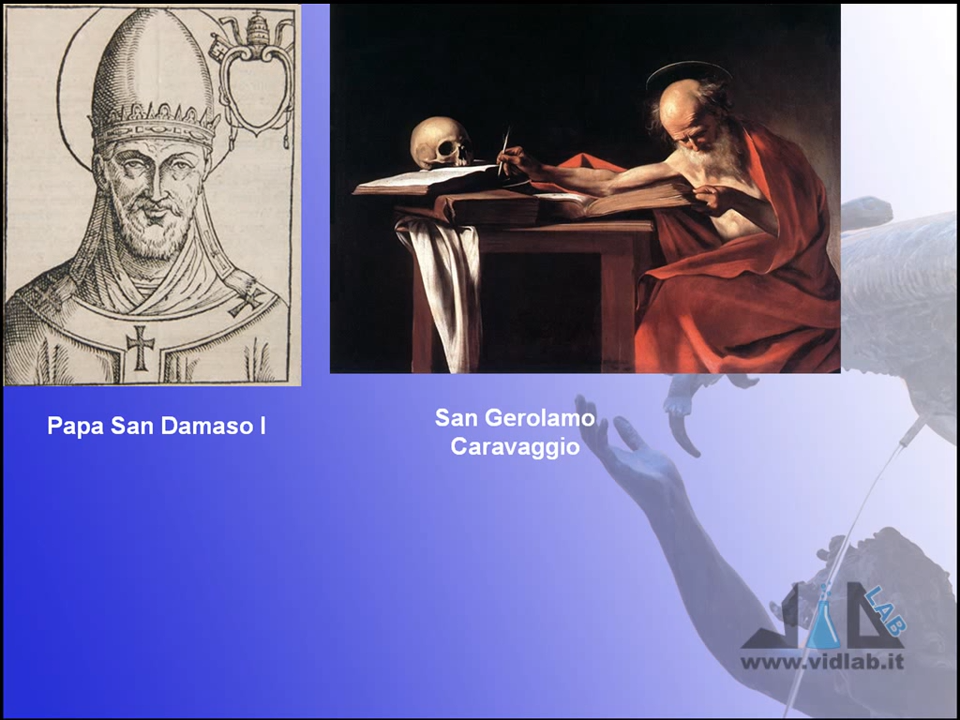 Papa San Damaso I
San Gerolamo
Caravaggio
LAB
www.vidlab.it